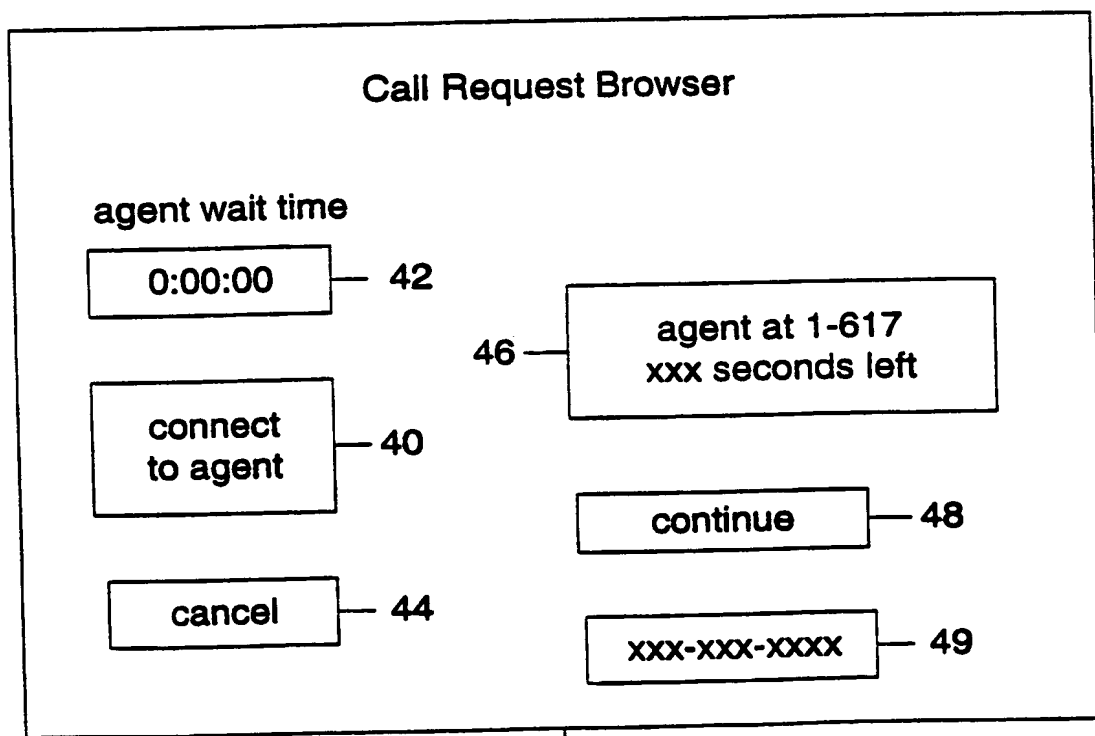 Call Request Browser
agent wait time
0:00:00
42
connect
to agent
40
cancel
44
46
agent at 1-617
xxx seconds left
continue
48
xxx-xxx-xxxx
49